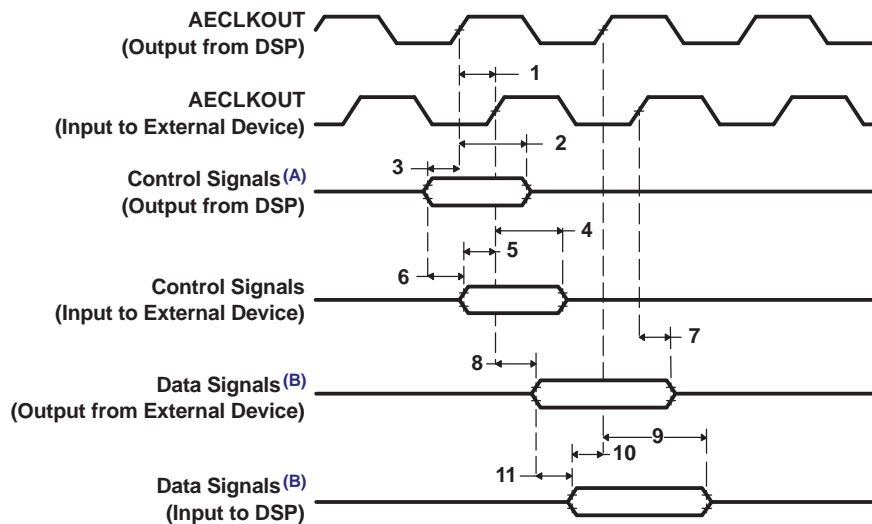 AECLKOUT
(Output from DSP)
1
AECLKOUT
(Input to External Device)
2
3
Control Signals(A)
(Output from DSP)
4
5
6
Control Signals
(Input to External Device)
7
8
Data Signals(B)
(Output from External Device)
9
10
11
Data Signals(B)
(Input to DSP)